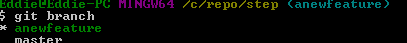 Eddie@Eddie-PC MINGW64 /c/repo/step (anewfeature)
$ git branch
* anewfeature
  master